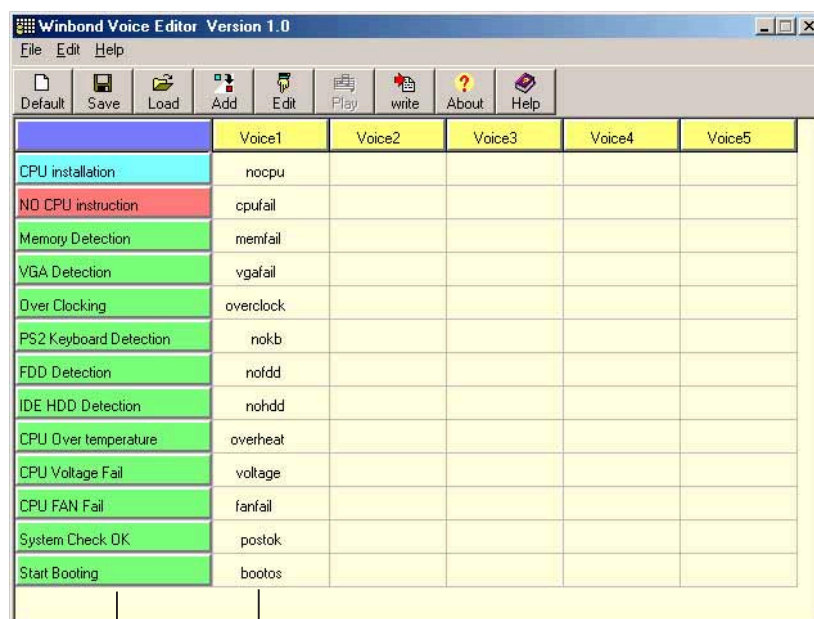 Winbond Voice Editor Version 1.0
File Edit Help
Default Save Load Add Edit Play write About Help
Voice1 Voice2 Voice3 Voice4 Voice5
CPU installation nocpu
NO CPU instruction cpufail
Memory Detection memfail
VGA Detection vgafail
Over Clocking overclock
PS2 Keyboard Detection nokb
FDD Detection nofdd
IDE HDD Detection nohdd
CPU Over temperature overheat
CPU Voltage Fail voltage
CPU FAN Fail fanfail
System Check OK postok
Start Booting bootos